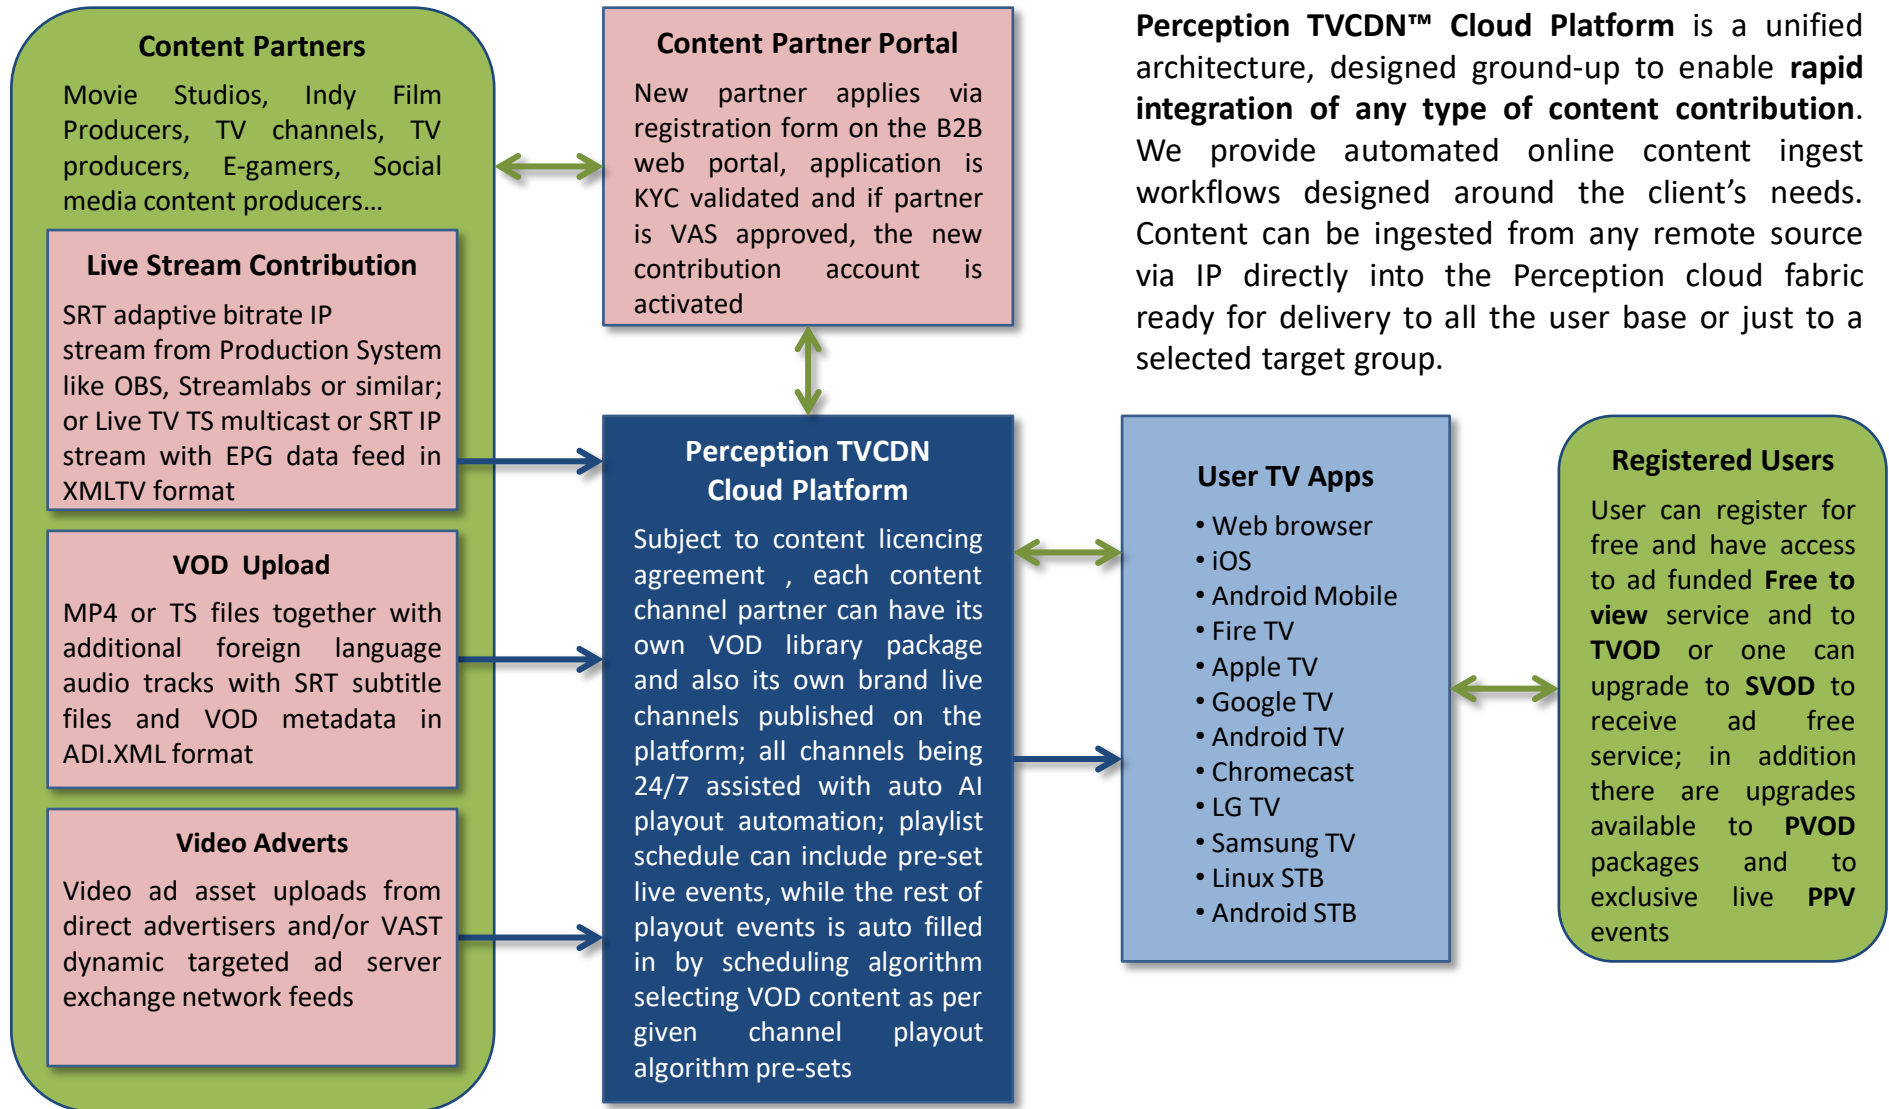 Content Partners
Movie Studios, Indy Film
Producers, TV channels, TV
producers, E-gamers, Social
media content producers…
Live Stream Contribution
SRT adaptive bitrate IP
stream from Production System
like OBS, Streamlabs or similar;
or Live TV TS multicast or SRT IP
stream with EPG data feed in
XMLTV format
VOD Upload
MP4 or TS files together with
additional foreign language
audio tracks with SRT subtitle
files and VOD metadata in
ADI.XML format
Video Adverts
Video ad asset uploads from
direct advertisers and/or VAST
dynamic targeted ad server
exchange network feeds
Content Partner Portal
New partner applies via
registration form on the B2B
web portal, application is
KYC validated and if partner
is VAS approved, the new
contribution account is
activated
Perception TVCDN
Cloud Platform
Subject to content licencing
agreement , each content
channel partner can have its
own VOD library package
and also its own brand live
channels published on the
platform; all channels being
24/7 assisted with auto AI
playout automation; playlist
schedule can include pre-set
live events, while the rest of
playout events is auto filled
in by scheduling algorithm
selecting VOD content as per
given channel playout
algorithm pre-sets
Perception TVCDN™ Cloud Platform is a unified
architecture, designed ground-up to enable rapid
integration of any type of content contribution.
We provide automated online content ingest
workflows designed around the client’s needs.
Content can be ingested from any remote source
via IP directly into the Perception cloud fabric
ready for delivery to all the user base or just to a
selected target group.
User TV Apps
• Web browser
• iOS
• Android Mobile
• Fire TV
• Apple TV
• Google TV
• Android TV
• Chromecast
• LG TV
• Samsung TV
• Linux STB
• Android STB
Registered Users
User can register for
free and have access
to ad funded Free to
view service and to
TVOD or one can
upgrade to SVOD to
receive ad free
service; in addition
there are upgrades
available to PVOD
packages and to
exclusive live PPV
events